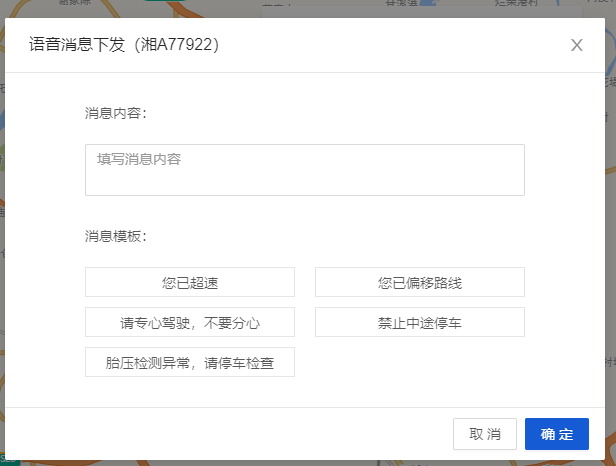 语音消息下发（湘A77922）
消息内容：
填写消息内容
消息模板：
您已超速
您已偏移路线
请专心驾驶，不要分心
禁止中途停车
胎压检测异常，请停车检查
取 消
确 定